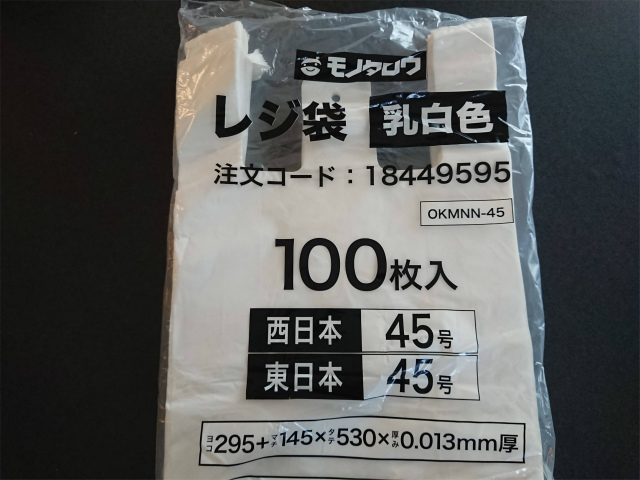 モノタロウ
レジ袋 乳白色
注文コード：18449595
OKMNN-45
100枚入
西日本 45号
東日本 45号
ヨコ295+マチ145×タテ530×厚み0.013mm厚